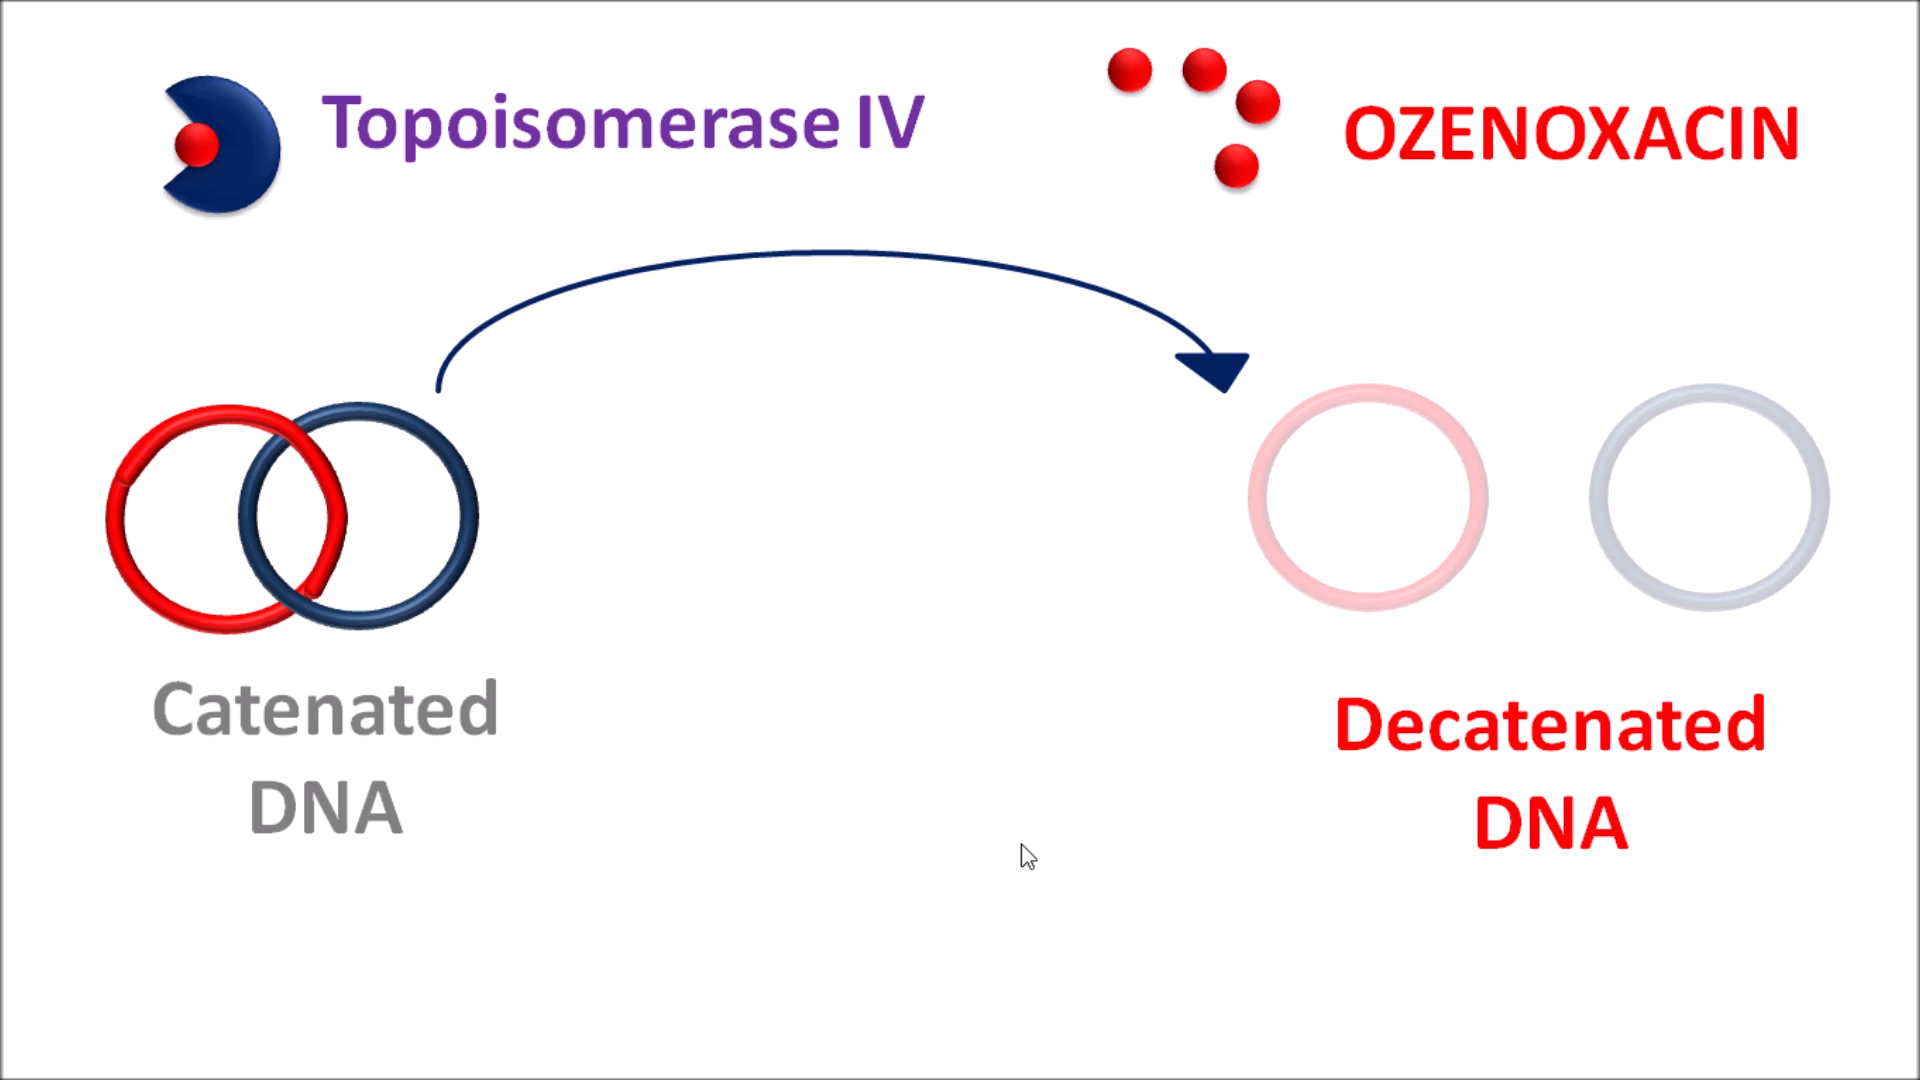 Topoisomerase IV
OZENOXACIN
Catenated
DNA
Decatenated
DNA